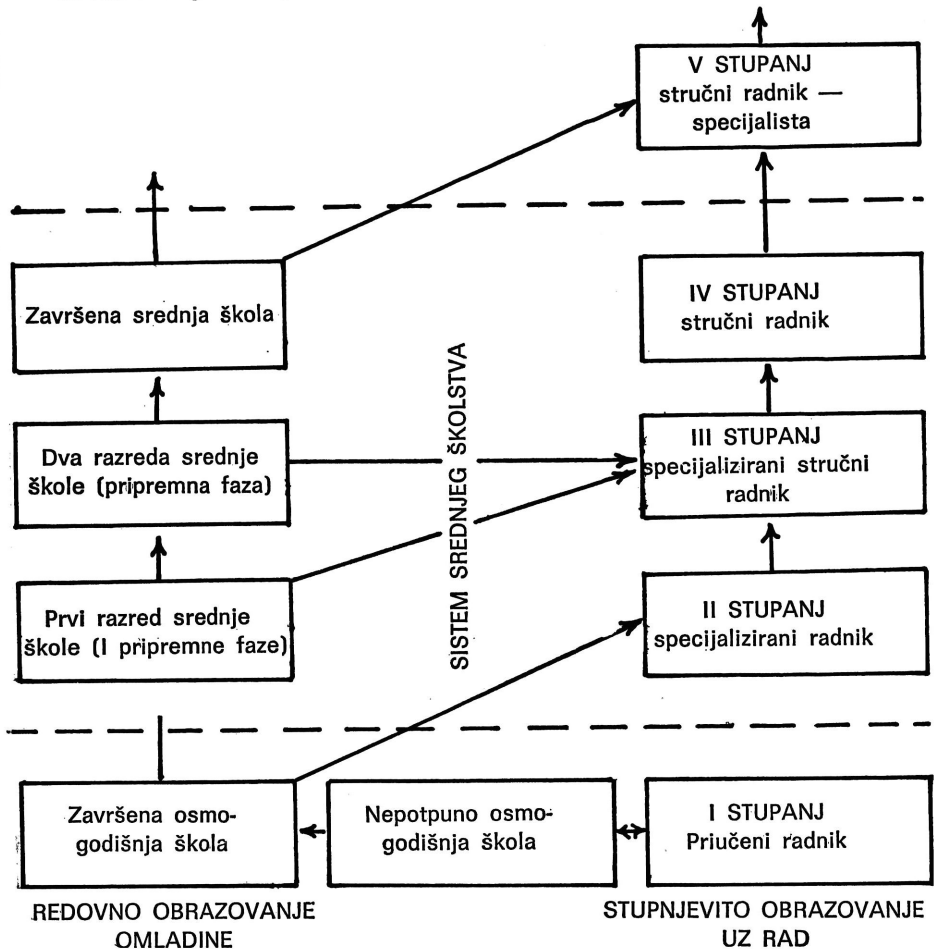 V STUPANJ
stručni radnik —
specijalista
Završena srednja škola
IV STUPANJ
stručni radnik
SISTEM SREDNJEG ŠKOLSTVA
Dva razreda srednje
škole (pripremna faza)
III STUPANJ
specijalizirani stručni
radnik
Prvi razred srednje
škole (I pripremne faze)
II STUPANJ
specijalizirani radnik
Završena osmo-
godišnja škola
Nepotpuno osmo-
godišnja škola
I STUPANJ
Priučeni radnik
REDOVNO OBRAZOVANJE
OMLADINE
STUPNJEVITO OBRAZOVANJE
UZ RAD